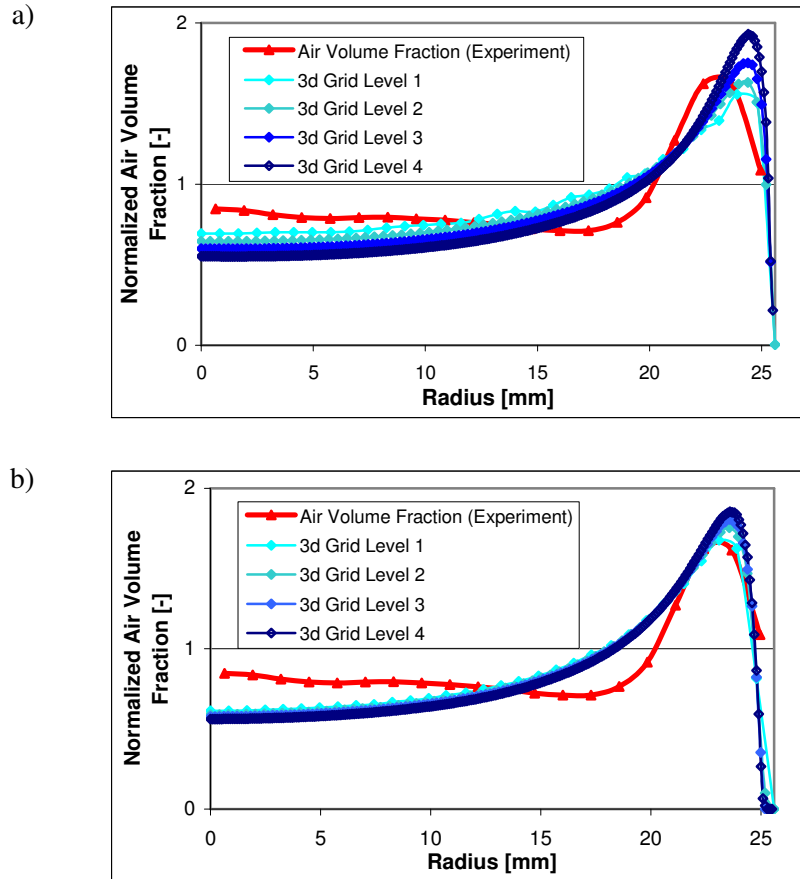 a)
2
1
0
Normalized Air Volume
Fraction [-]
Air Volume Fraction (Experiment)
3d Grid Level 1
3d Grid Level 2
3d Grid Level 3
3d Grid Level 4
0 5 10 15 20 25
Radius [mm]
b)
2
1
0
Normalized Air Volume
Fraction [-]
Air Volume Fraction (Experiment)
3d Grid Level 1
3d Grid Level 2
3d Grid Level 3
3d Grid Level 4
0 5 10 15 20 25
Radius [mm]